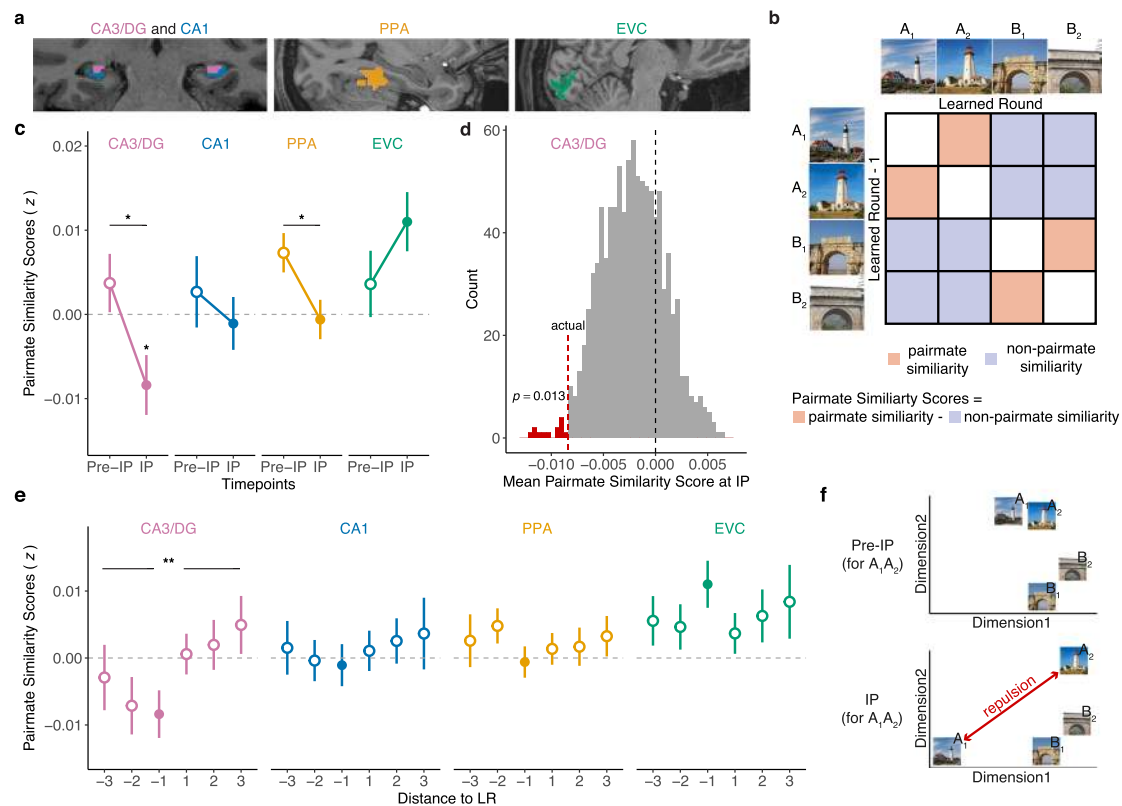 a
CA3/DG and CA1
PPA
EVC
b
A1 A2 B1 B2
Learned Round
Learned Round - 1
A1
A2
B1
B2
pairmate similiarity
non-pairmate similiarity
Pairmate Similiarty Scores =
pairmate similiarity - non-pairmate similiarity
c
Pairmate Similarity Scores ( z )
0.02
0.01
0.00
−0.01
CA3/DG CA1 PPA EVC
* * *
Pre−IP IP Pre−IP IP Pre−IP IP Pre−IP IP
Timepoints
d
CA3/DG
Count
60
40
20
0
actual
p = 0.013
−0.010 −0.005 0.000 0.005
Mean Pairmate Similarity Score at IP
e
Pairmate Similarity Scores ( z )
0.01
0.00
−0.01
CA3/DG CA1 PPA EVC
**
−3 −2 −1 1 2 3 −3 −2 −1 1 2 3 −3 −2 −1 1 2 3 −3 −2 −1 1 2 3
Distance to LR
f
Pre-IP
(for A1A2)
Dimension2
A1 A2
B2
B1
Dimension1
IP
(for A1A2)
Dimension2
A2
repulsion
B2
A1 B1
Dimension1